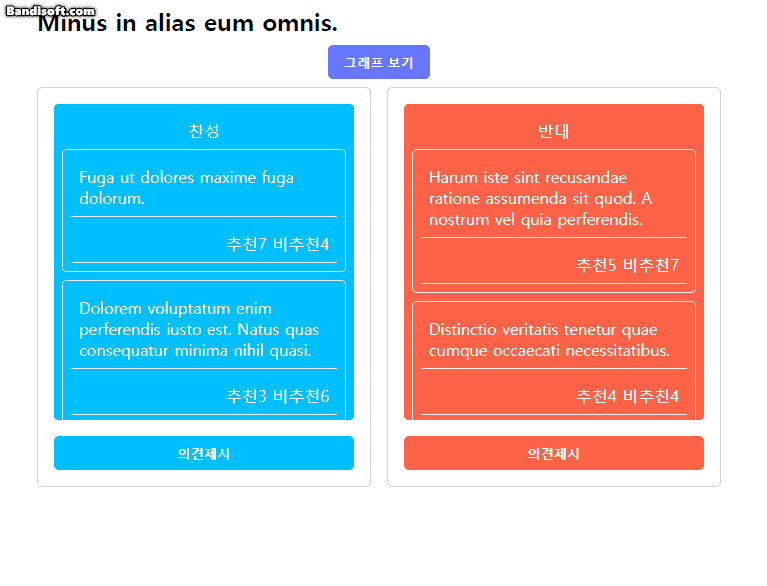 Bandisoft.com
Minus in alias eum omnis.
그래프 보기
찬성
Fuga ut dolores maxime fuga
dolorum.
추천7 비추천4
Dolorem voluptatum enim
perferendis iusto est. Natus quas
consequatur minima nihil quasi.
추천3 비추천6
의견제시
반대
Harum iste sint recusandae
ratione assumenda sit quod. A
nostrum vel quia perferendis.
추천5 비추천7
Distinctio veritatis tenetur quae
cumque occaecati necessitatibus.
추천4 비추천4
의견제시